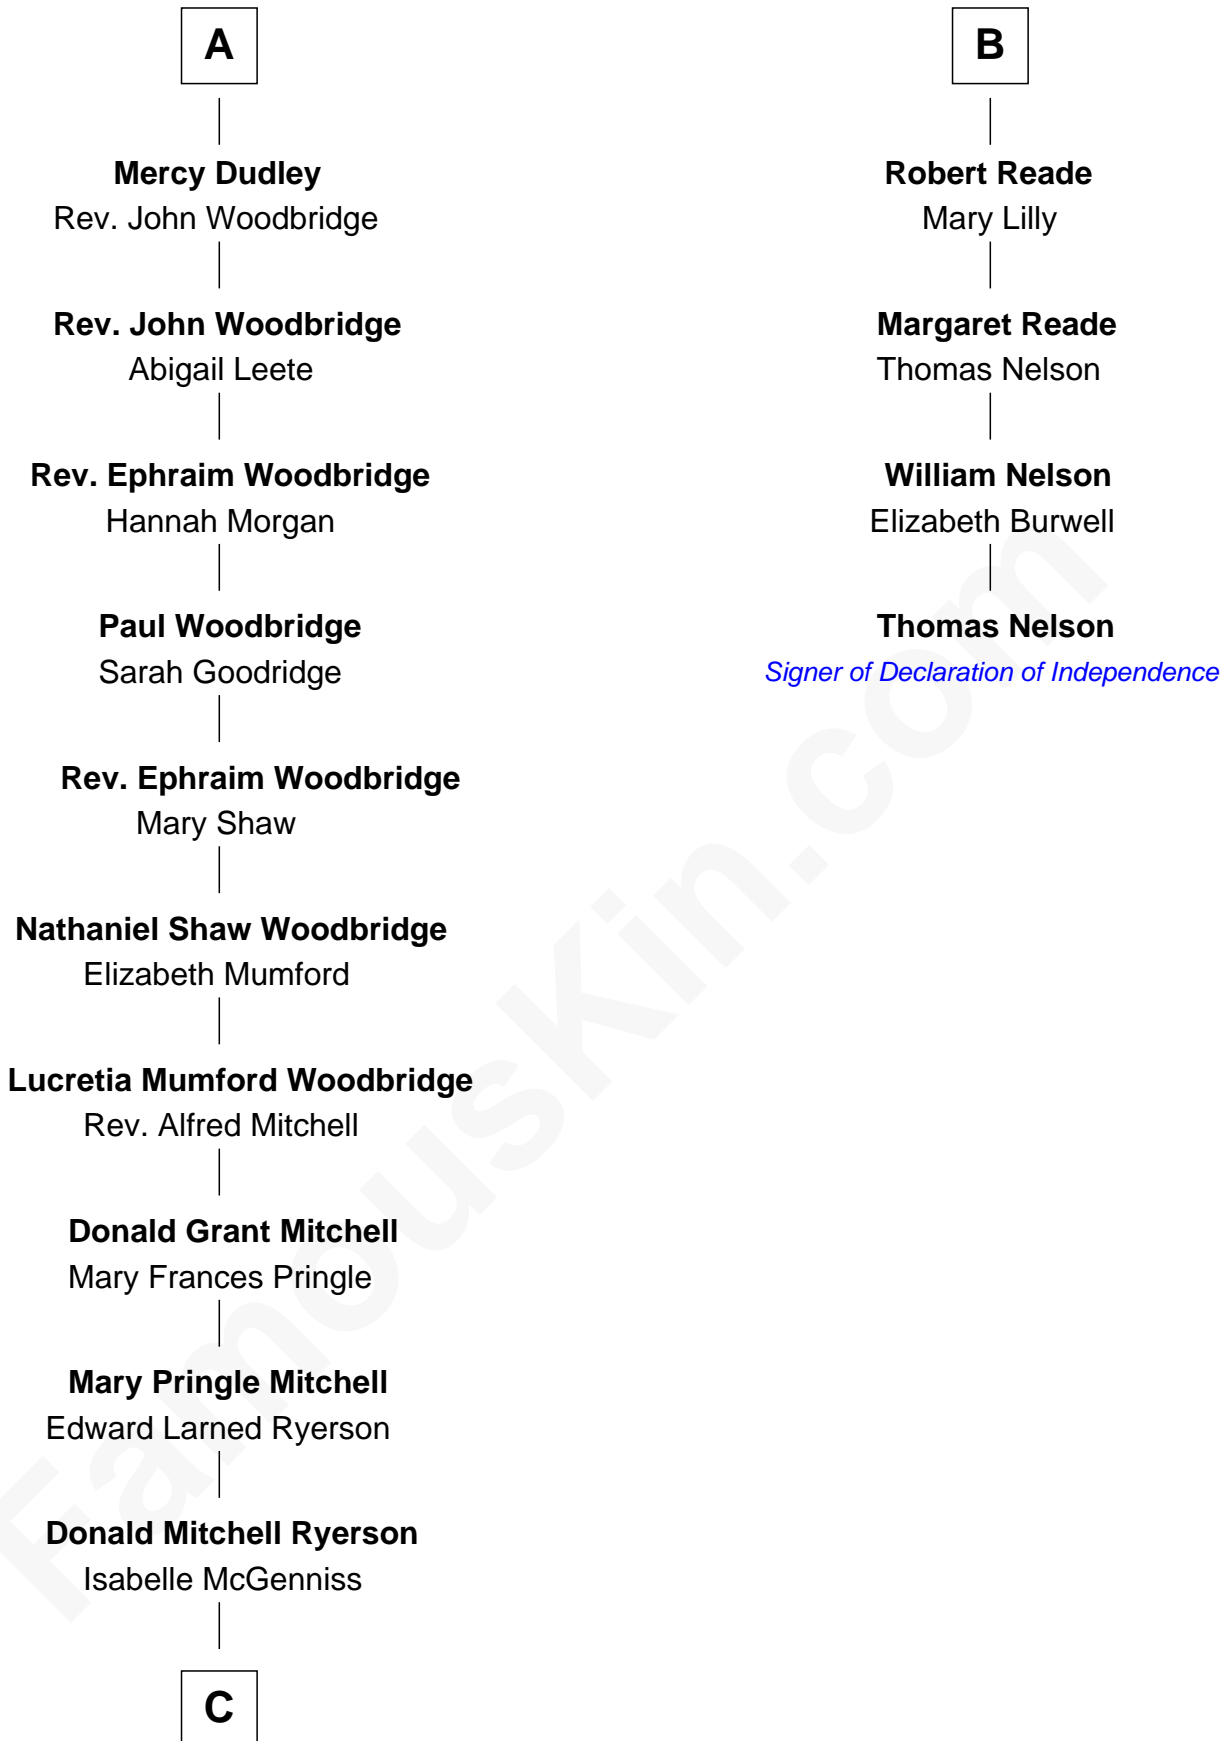 A
Mercy Dudley
Rev. John Woodbridge
Rev. John Woodbridge
Abigail Leete
Rev. Ephraim Woodbridge
Hannah Morgan
Paul Woodbridge
Sarah Goodridge
Rev. Ephraim Woodbridge
Mary Shaw
Nathaniel Shaw Woodbridge
Elizabeth Mumford
Lucretia Mumford Woodbridge
Rev. Alfred Mitchell
Donald Grant Mitchell
Mary Frances Pringle
Mary Pringle Mitchell
Edward Larned Ryerson
Donald Mitchell Ryerson
Isabelle McGenniss
C
B
Robert Reade
Mary Lilly
Margaret Reade
Thomas Nelson
William Nelson
Elizabeth Burwell
Thomas Nelson
Signer of Declaration of Independence
FamousKin.com